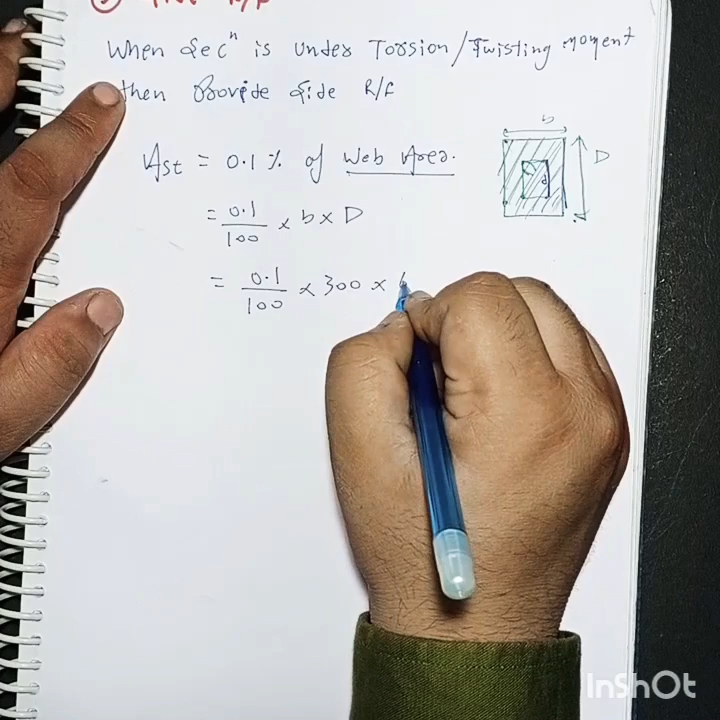 When Secⁿ is under Torsion/Twisting moment
then Provide Side R/F
Ast = 0.1% of Web Area.
= 0.1/100 × b × D
= 0.1/100 × 300 ×
b
D
InShOt